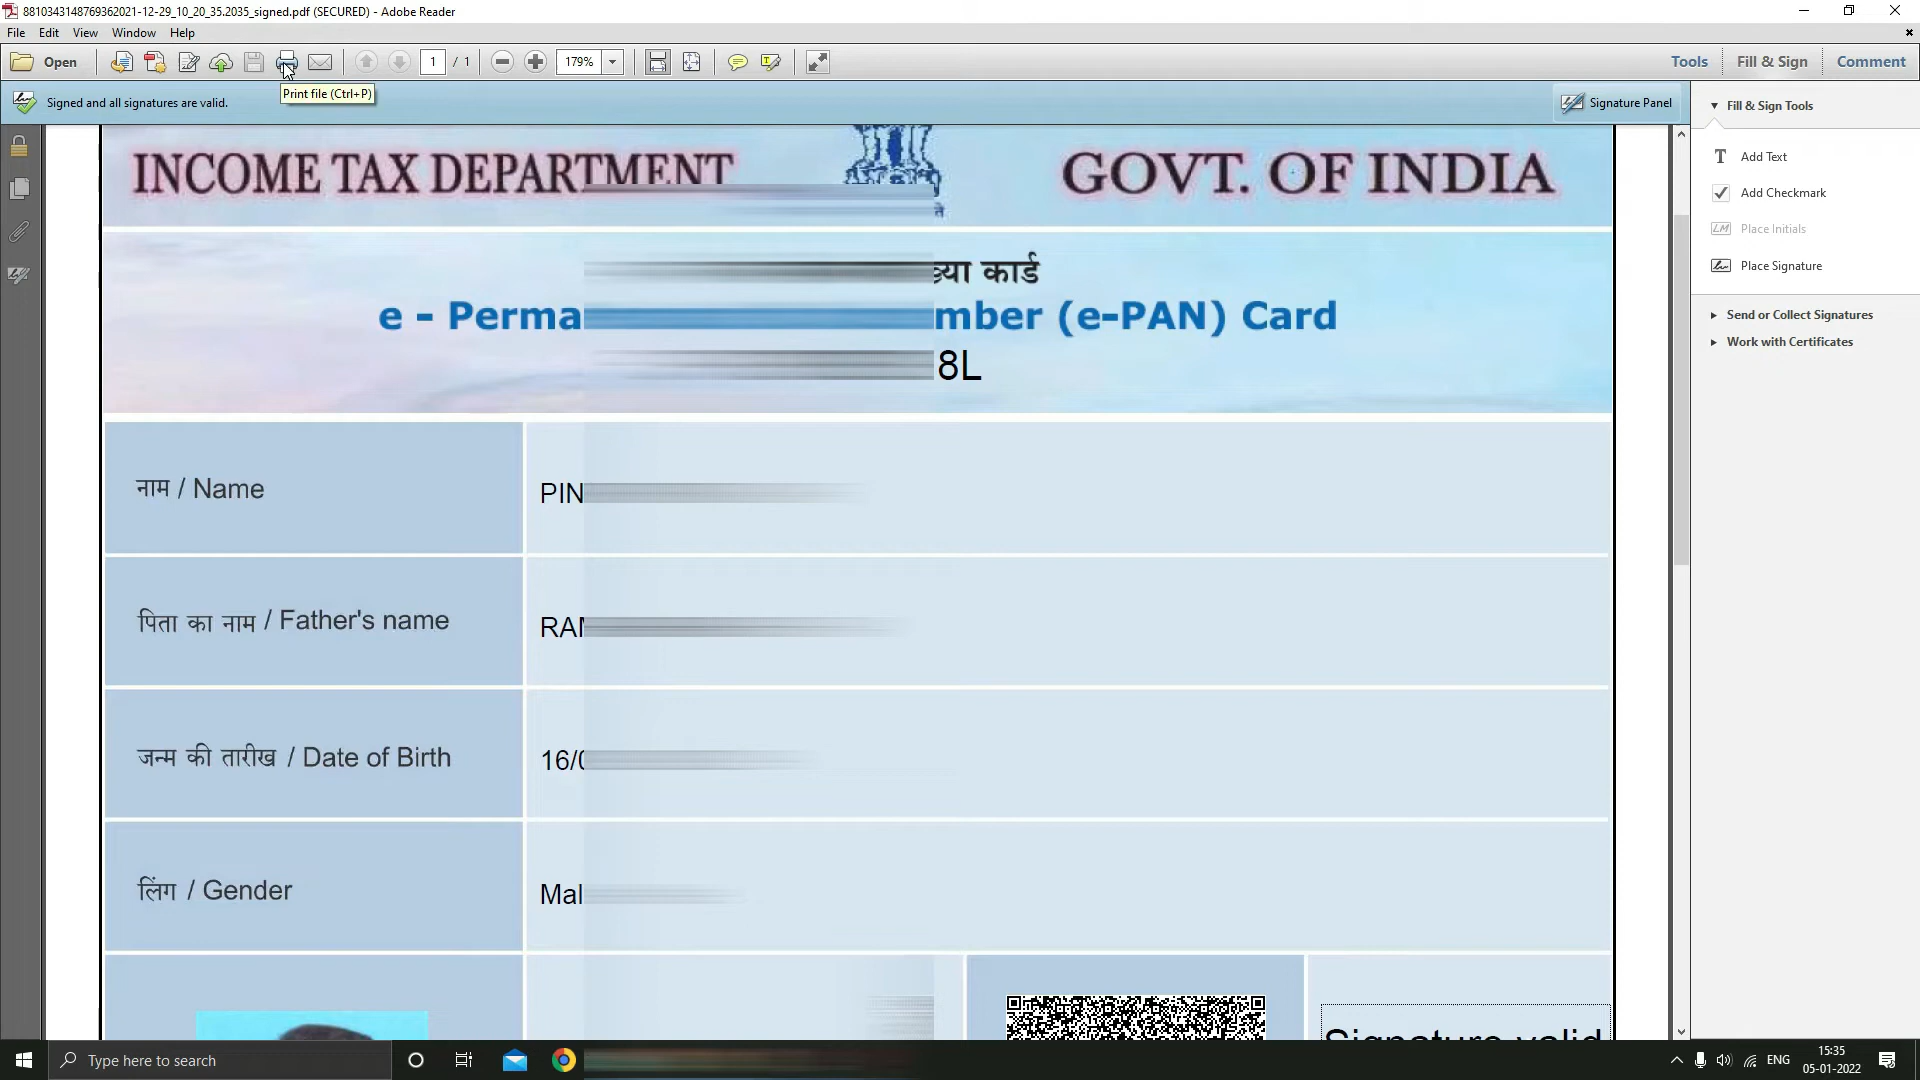 8810343148769362021-12-29_10_20_35.2035_signed.pdf (SECURED) - Adobe Reader
File Edit View Window Help
Open 1 / 1 179% Tools Fill & Sign Comment
Print file (Ctrl+P)
Signed and all signatures are valid. Signature Panel
Fill & Sign Tools
Add Text
Add Checkmark
Place Initials
Place Signature
Send or Collect Signatures
Work with Certificates
INCOME TAX DEPARTMENT GOVT. OF INDIA
कार्ड
e - Perma mber (e-PAN) Card
8L
नाम / Name PIN
पिता का नाम / Father's name
जन्म की तारीख / Date of Birth 16/0
लिंग / Gender Mal
Signature valid
Type here to search
ENG 15:35
05-01-2022